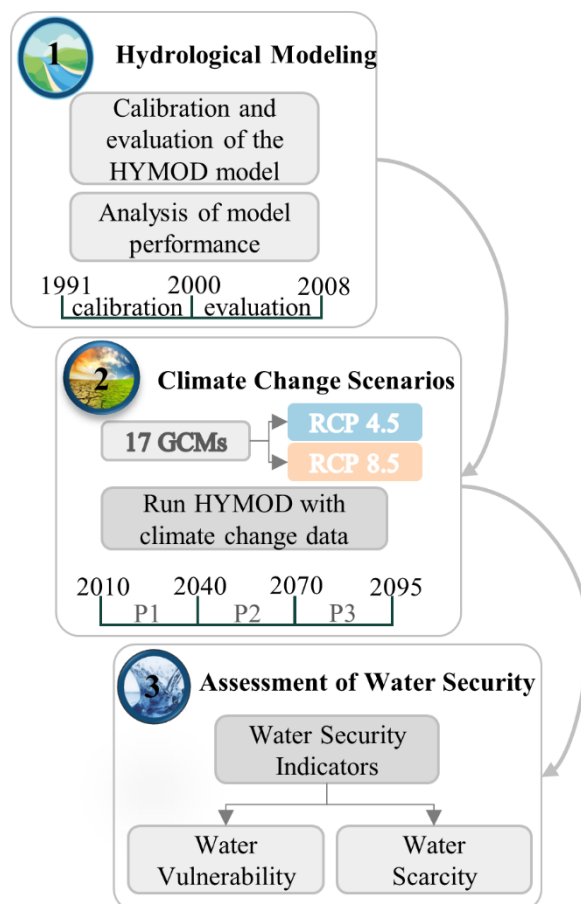 1 Hydrological Modeling
Calibration and
evaluation of the
HYMOD model
Analysis of model
performance
1991 2000 2008
calibration evaluation
2 Climate Change Scenarios
17 GCMs
RCP 4.5
RCP 8.5
Run HYMOD with
climate change data
2010 2040 2070 2095
P1 P2 P3
3 Assessment of Water Security
Water Security
Indicators
Water
Vulnerability
Water
Scarcity